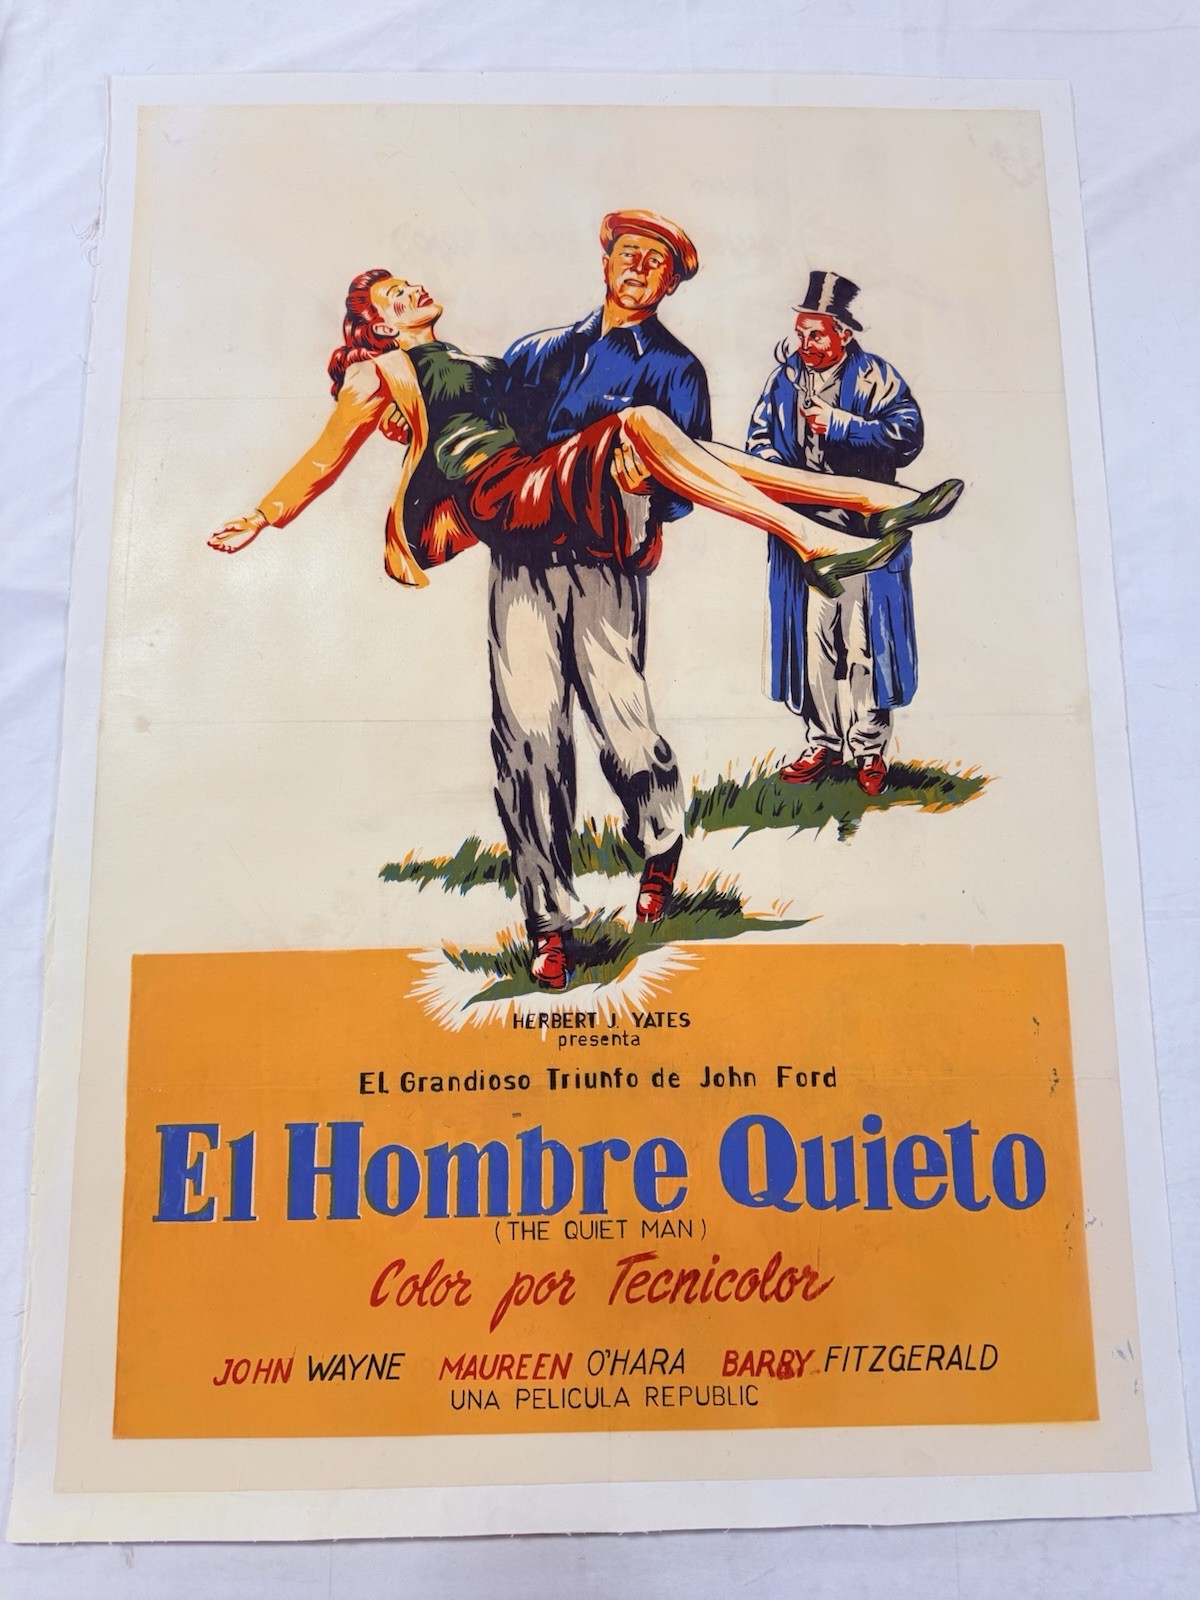 HERBERT J. YATES
presenta
EL Grandioso Triunfo de John Ford
El Hombre Quieto
(THE QUIET MAN)
Color por Tecnicolor
JOHN WAYNE MAUREEN O'HARA BARRY FITZGERALD
UNA PELICULA REPUBLIC